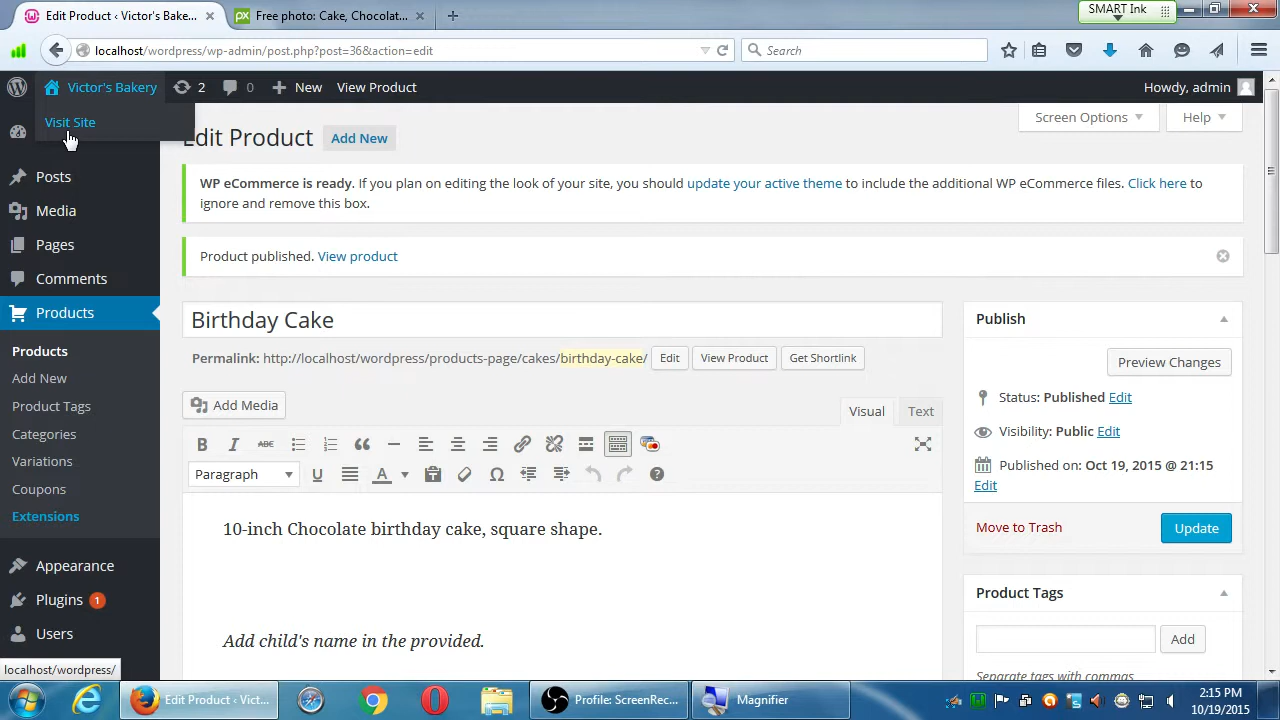 Edit Product ‹ Victor's Bake...
Free photo: Cake, Chocolat...
SMART Ink
localhost/wordpress/wp-admin/post.php?post=36&action=edit
Search
Victor's Bakery
2
0
New
View Product
Howdy, admin
Visit Site
Edit Product
Add New
Screen Options
Help
WP eCommerce is ready. If you plan on editing the look of your site, you should update your active theme to include the additional WP eCommerce files. Click here to
ignore and remove this box.
Product published. View product
Posts
Media
Pages
Comments
Products
Products
Add New
Product Tags
Categories
Variations
Coupons
Extensions
Appearance
Plugins 1
Users
Birthday Cake
Permalink: http://localhost/wordpress/products-page/cakes/birthday-cake/
Edit
View Product
Get Shortlink
Add Media
Visual
Text
B I ABC
Paragraph
U
A
10-inch Chocolate birthday cake, square shape.
Add child's name in the provided.
Publish
Preview Changes
Status: Published Edit
Visibility: Public Edit
Published on: Oct 19, 2015 @ 21:15
Edit
Move to Trash
Update
Product Tags
Add
Separate tags with commas
localhost/wordpress/
Edit Product ‹ Vict...
Profile: ScreenRec...
Magnifier
2:15 PM
10/19/2015